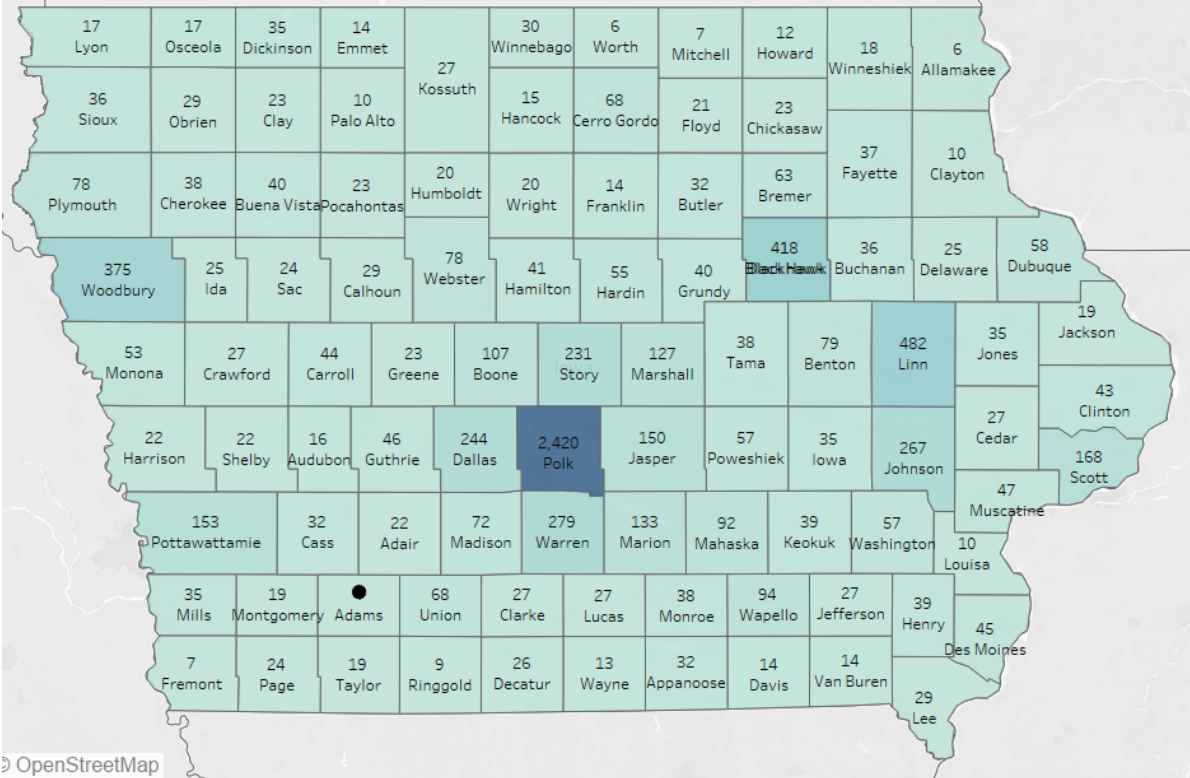 17
Lyon
17
Osceola
35
Dickinson
14
Emmet
27
Kossuth
30
Winnebago
6
Worth
7
Mitchell
12
Howard
18
Winneshiek
6
Allamakee
36
Sioux
29
Obrien
23
Clay
10
Palo Alto
15
Hancock
68
Cerro Gordo
21
Floyd
23
Chickasaw
37
Fayette
10
Clayton
78
Plymouth
38
Cherokee
40
Buena Vista
23
Pocahontas
20
Humboldt
20
Wright
14
Franklin
32
Butler
63
Bremer
375
Woodbury
25
Ida
24
Sac
29
Calhoun
78
Webster
41
Hamilton
55
Hardin
40
Grundy
418
Black Hawk
36
Buchanan
25
Delaware
58
Dubuque
53
Monona
27
Crawford
44
Carroll
23
Greene
107
Boone
231
Story
127
Marshall
38
Tama
79
Benton
482
Linn
35
Jones
19
Jackson
22
Harrison
22
Shelby
16
Audubon
46
Guthrie
244
Dallas
2,420
Polk
150
Jasper
57
Poweshiek
35
Iowa
267
Johnson
27
Cedar
43
Clinton
168
Scott
153
Pottawattamie
32
Cass
22
Adair
72
Madison
279
Warren
133
Marion
92
Mahaska
39
Keokuk
57
Washington
47
Muscatine
10
Louisa
35
Mills
19
Montgomery
Adams
68
Union
27
Clarke
27
Lucas
38
Monroe
94
Wapello
27
Jefferson
39
Henry
45
Des Moines
7
Fremont
24
Page
19
Taylor
9
Ringgold
26
Decatur
13
Wayne
32
Appanoose
14
Davis
14
Van Buren
29
Lee
© OpenStreetMap